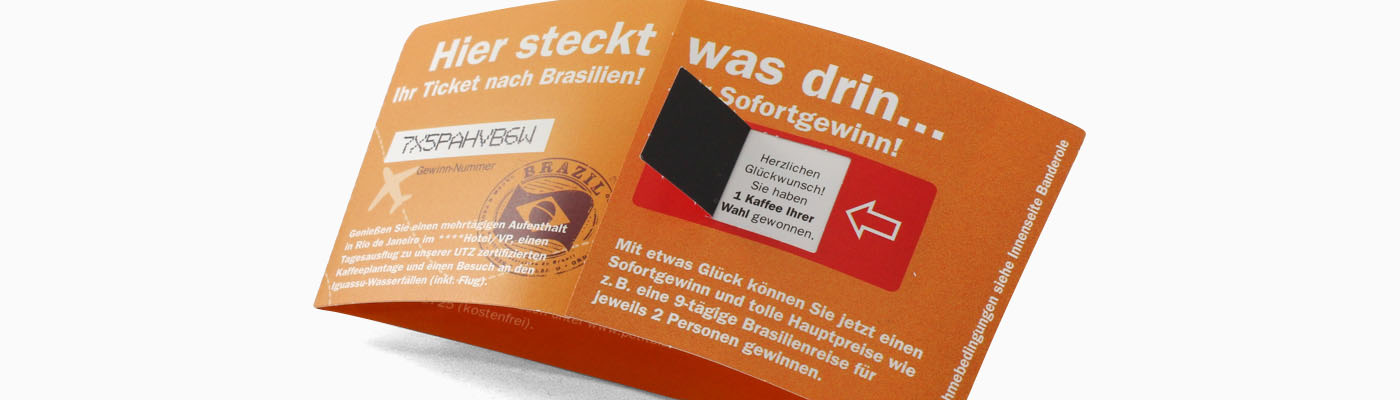 Hier steckt was drin...
Ihr Ticket nach Brasilien!
7X5PAHVB6W
Gewinn-Nummer
BRAZIL
Genießen Sie einen mehrtägigen Aufenthalt
in Rio de Janeiro im ****Hotel/VP, einen
Tagesausflug zu unserer UTZ zertifizierten
Kaffeeplantage und einen Besuch an den
Iguassu-Wasserfällen (inkl. Flug).
Sofortgewinn!
Herzlichen
Glückwunsch!
Sie haben
1 Kaffee Ihrer
Wahl gewonnen.
Mit etwas Glück können Sie jetzt einen
Sofortgewinn und tolle Hauptpreise wie
z.B. eine 9-tägige Brasilienreise für
jeweils 2 Personen gewinnen.
hmebedingungen siehe Innenseite Banderole
25 (kostenfrei).